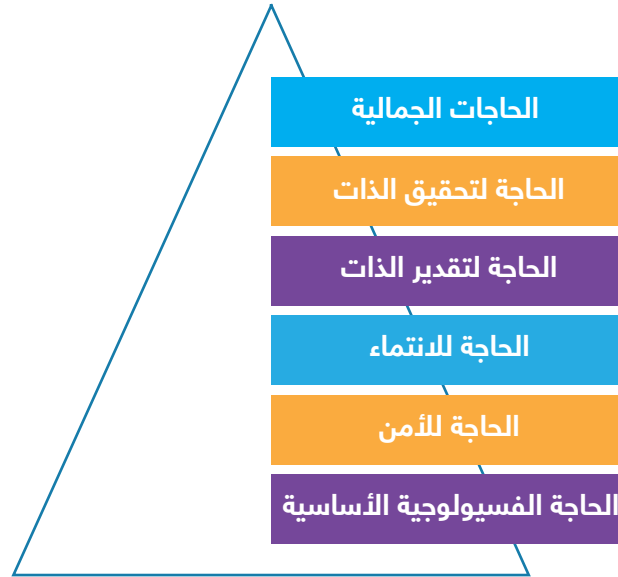 الحاجات الجمالية
الحاجة لتحقيق الذات
الحاجة لتقدير الذات
الحاجة للانتماء
الحاجة للأمن
الحاجة الفسيولوجية الأساسية